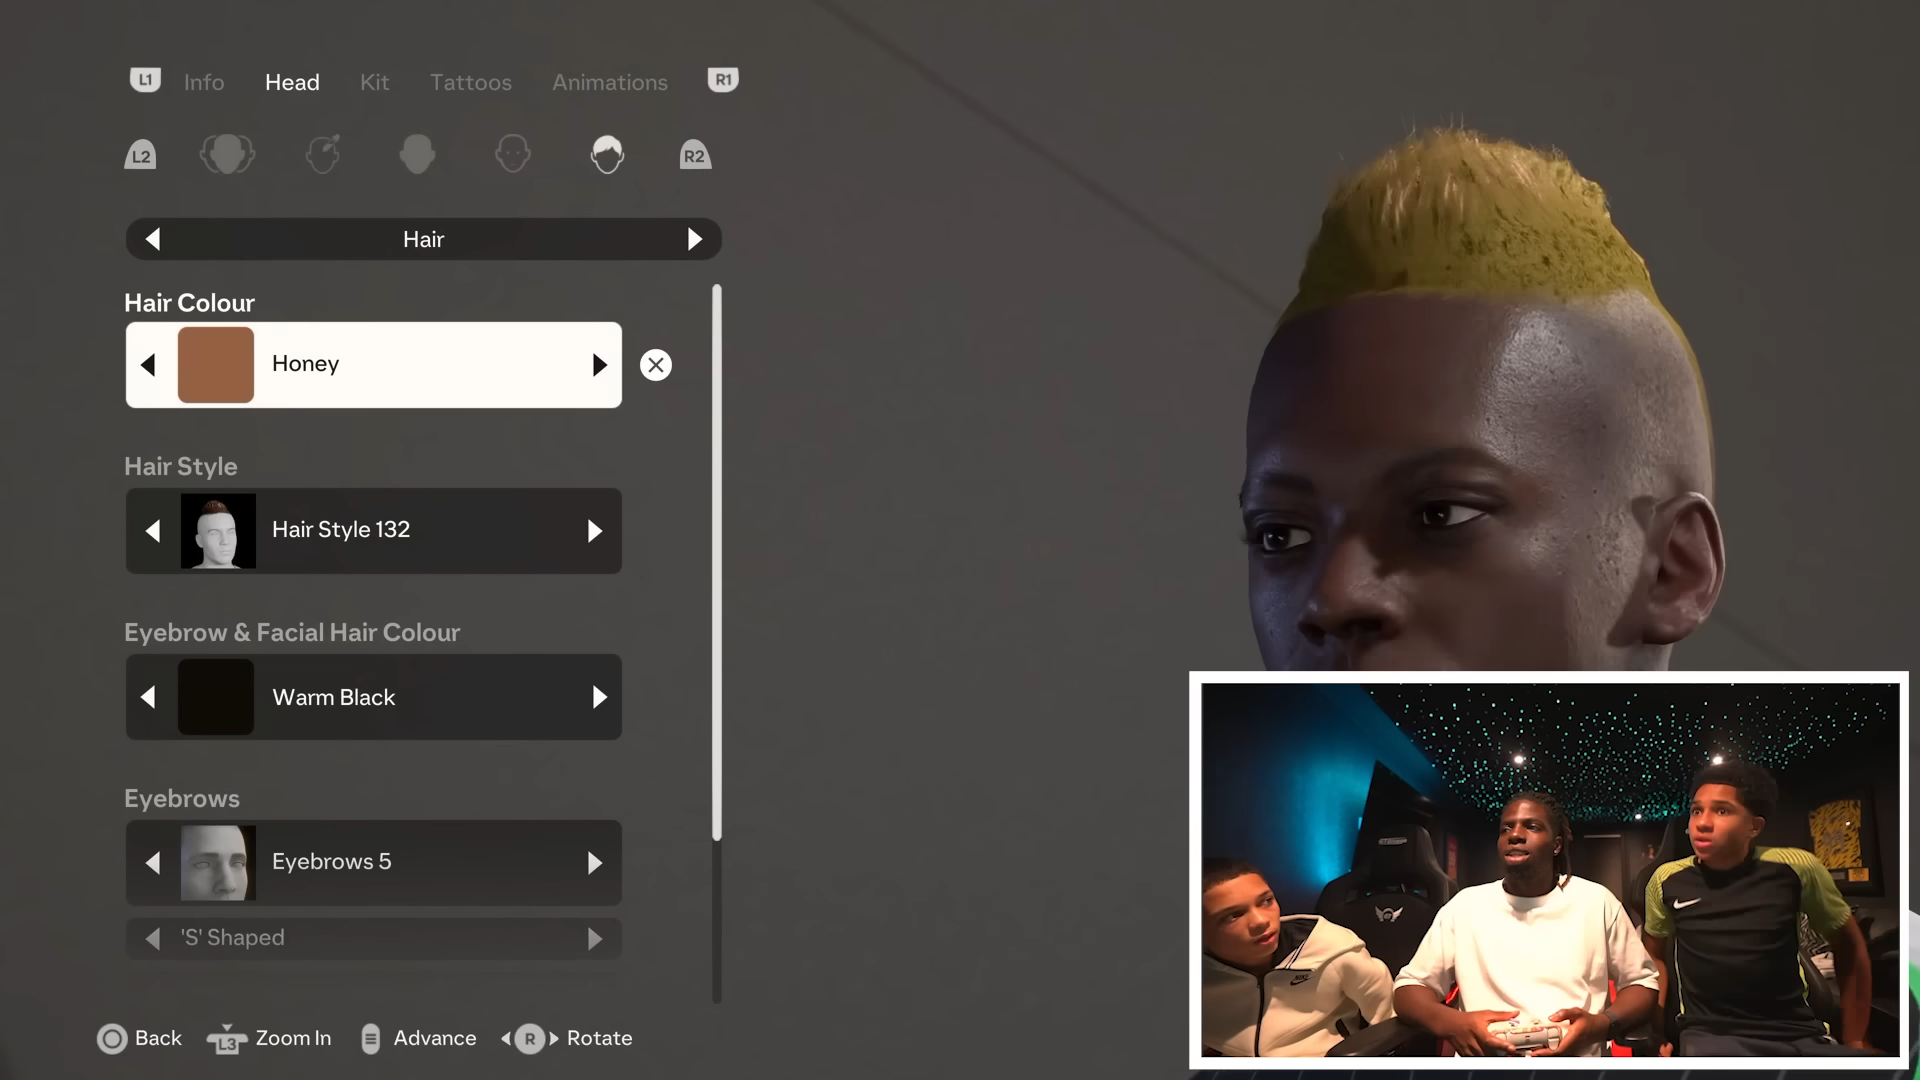 L1 Info Head Kit Tattoos Animations R1
L2 R2
Hair
Hair Colour
Honey
Hair Style
Hair Style 132
Eyebrow & Facial Hair Colour
Warm Black
Eyebrows
Eyebrows 5
'S' Shaped
Back L3 Zoom In Advance R Rotate